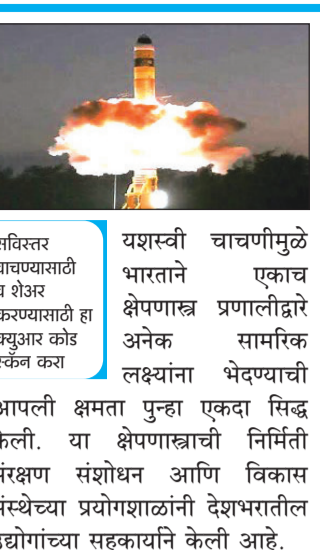 सविस्तर
वाचण्यासाठी
व शेअर
करण्यासाठी हा
क्युआर कोड
स्कॅन करा
यशस्वी चाचणीमुळे
भारताने एकाच
क्षेपणास्त्र प्रणालीद्वारे
अनेक सामरिक
लक्ष्यांना भेदण्याची
आपली क्षमता पुन्हा एकदा सिद्ध
केली. या क्षेपणास्त्राची निर्मिती
संरक्षण संशोधन आणि विकास
संस्थेच्या प्रयोगशाळांनी देशभरातील
उद्योगांच्या सहकार्याने केली आहे.